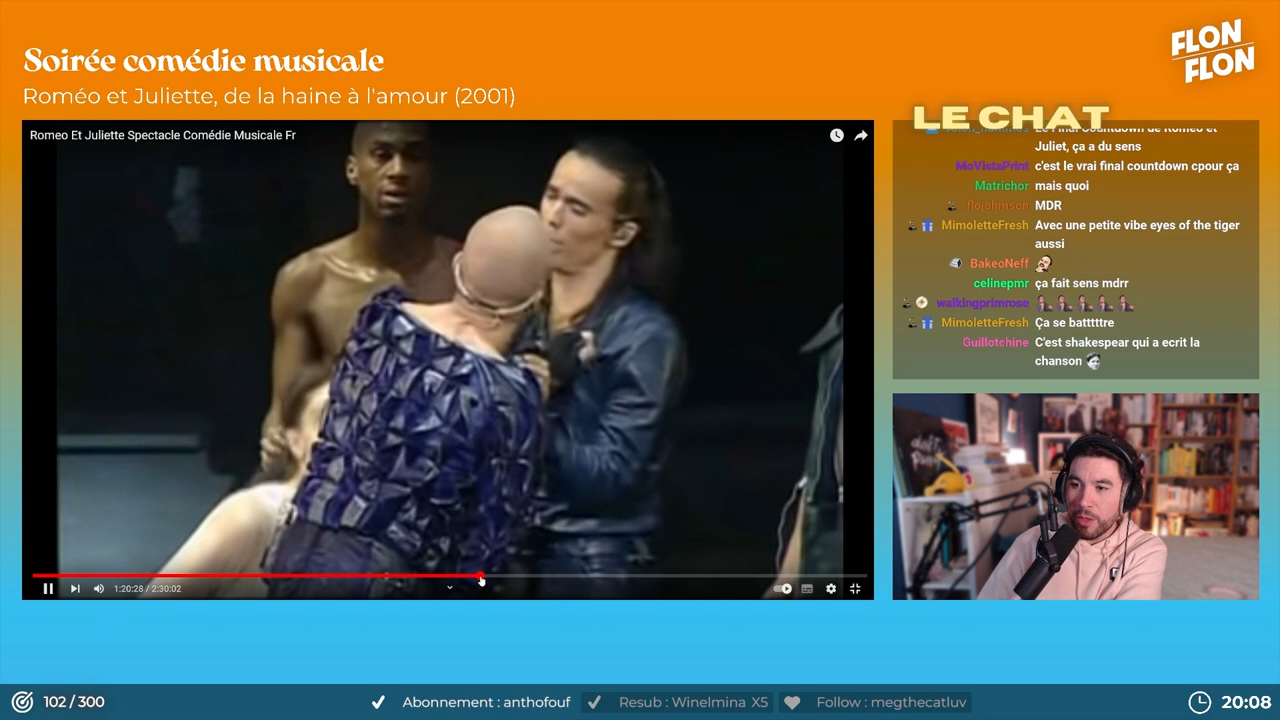 Soirée comédie musicale
Roméo et Juliette, de la haine à l'amour (2001)
FLON
FLON
Romeo Et Juliette Spectacle Comédie Musicale Fr
LE CHAT
Juliet, ça a du sens
MoVistaPrint c'est le vrai final countdown cpour ça
Matrichor mais quoi
flojohmson MDR
MimoletteFresh Avec une petite vibe eyes of the tiger
aussi
BakeoNeff
celinepmr ça fait sens mdrr
walkingprimrose
MimoletteFresh Ça se batttttre
Guillotchine C'est shakespear qui a ecrit la
chanson
1:20:28 / 2:30:02
102 / 300
Abonnement : anthofouf
Resub : Winelmina X5
Follow : megthecatluv
20:08